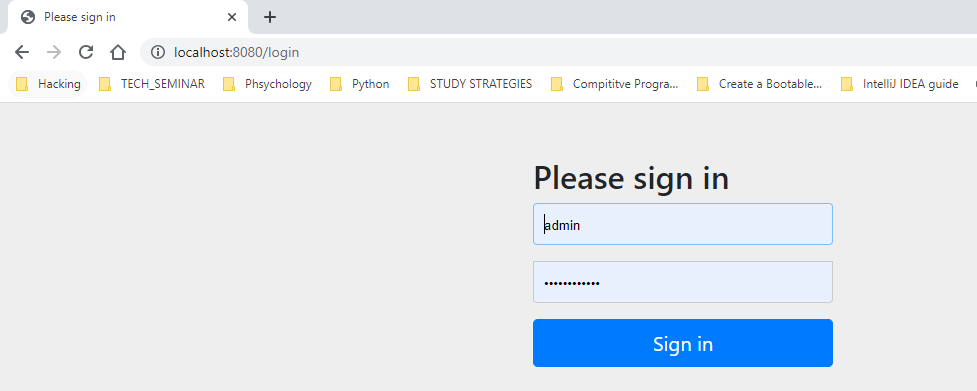 Please sign in
localhost:8080/login
Hacking TECH_SEMINAR Phsychology Python STUDY STRATEGIES Compititve Progra... Create a Bootable... IntelliJ IDEA guide
Please sign in
admin
••••••••••••
Sign in